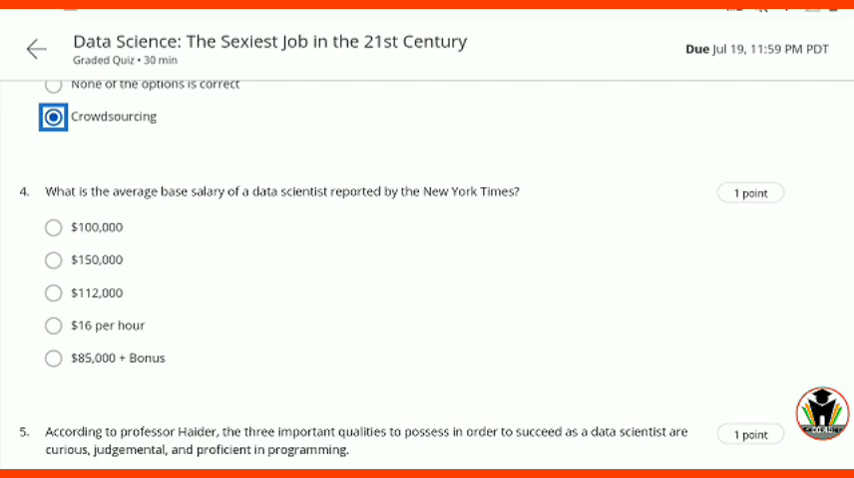 Data Science: The Sexiest Job in the 21st Century
Graded Quiz • 30 min
Due Jul 19, 11:59 PM PDT
None of the options is correct
Crowdsourcing
4. What is the average base salary of a data scientist reported by the New York Times?
1 point
$100,000
$150,000
$112,000
$16 per hour
$85,000 + Bonus
5. According to professor Haider, the three important qualities to possess in order to succeed as a data scientist are
curious, judgemental, and proficient in programming.
1 point